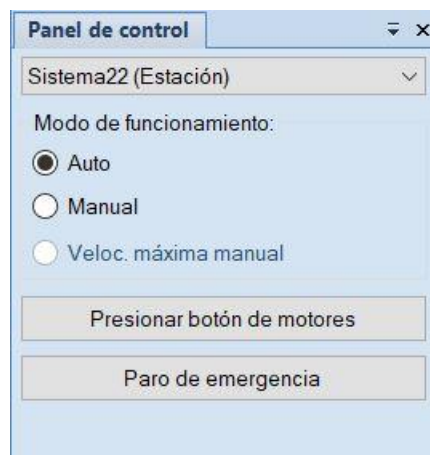 Panel de control
Sistema22 (Estación)
Modo de funcionamiento:
Auto
Manual
Veloc. máxima manual
Presionar botón de motores
Paro de emergencia